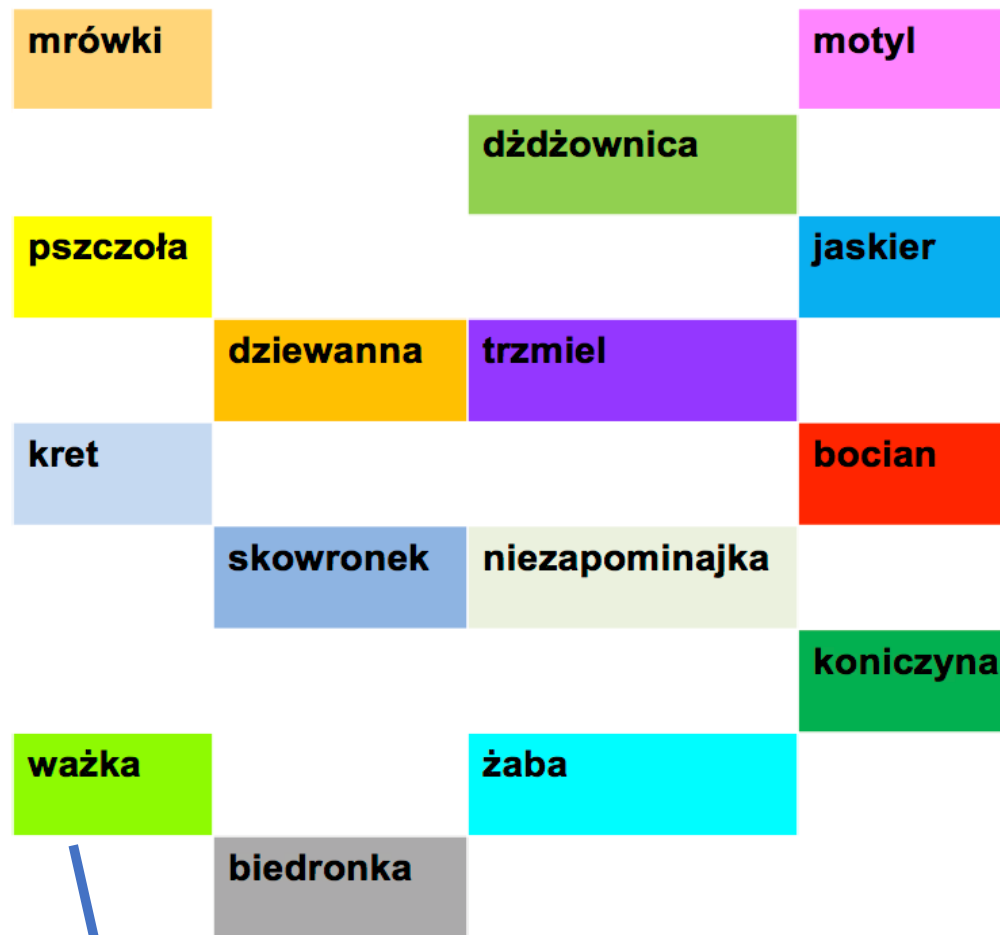 mrówki motyl
dżdżownica
pszczoła jaskier
dziewanna trzmiel
kret bocian
skowronek niezapominajka
koniczyna
ważka żaba
biedronka